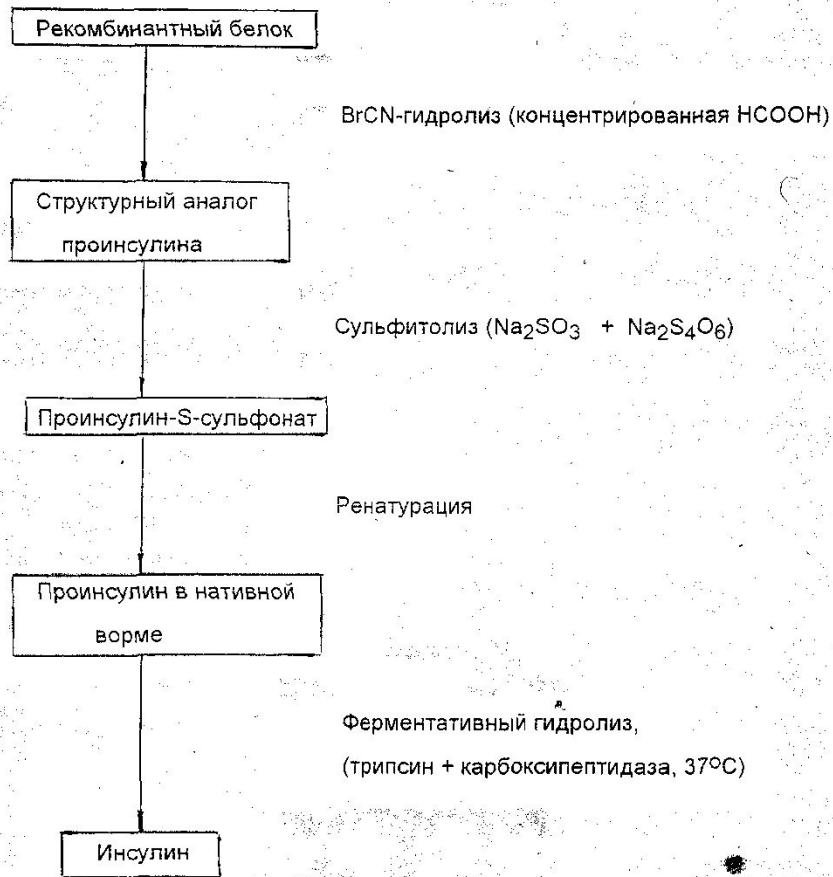 Рекомбинантный белок
BrCN-гидролиз (концентрированная HCOOH)
Структурный аналог
проинсулина
Сульфитолиз (Na2SO3 + Na2S4O6)
Проинсулин-S-сульфонат
Ренатурация
Проинсулин в нативной
ворме
Ферментативный гидролиз,
(трипсин + карбоксипептидаза, 37ºС)
Инсулин